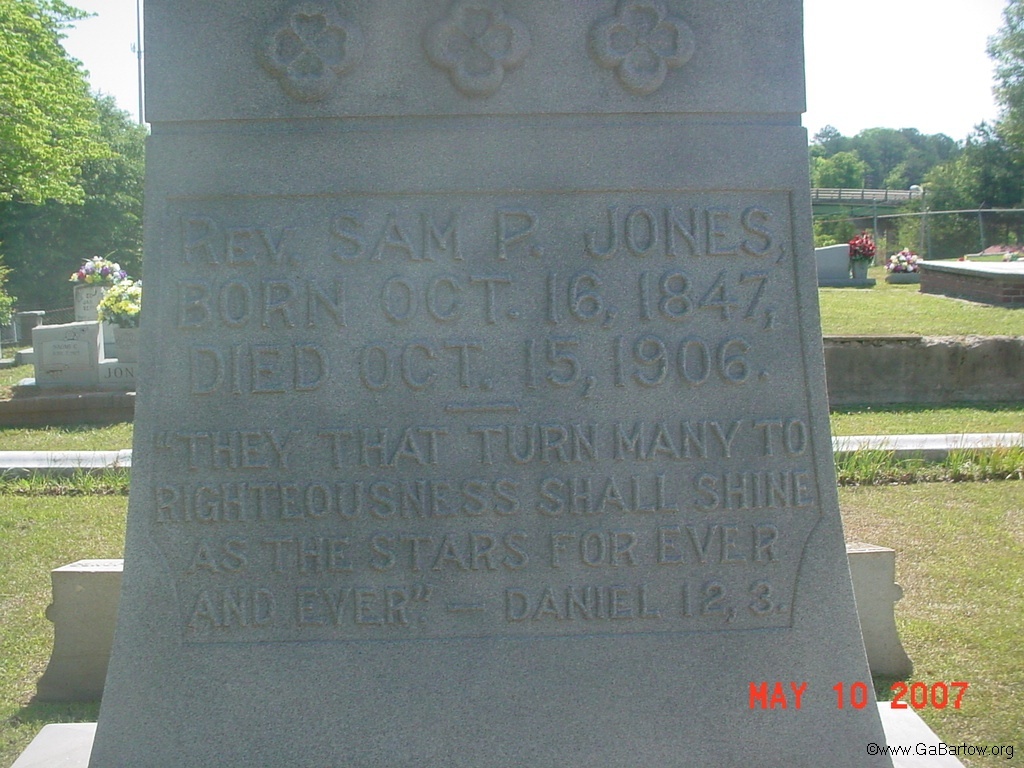 REV. SAM P. JONES,
BORN OCT. 16, 1847,
DIED OCT. 15, 1906.
"THEY THAT TURN MANY TO
RIGHTEOUSNESS SHALL SHINE
AS THE STARS FOR EVER
AND EVER". — DANIEL 12, 3.
JON
MAY 10 2007
©www.GaBartow.org